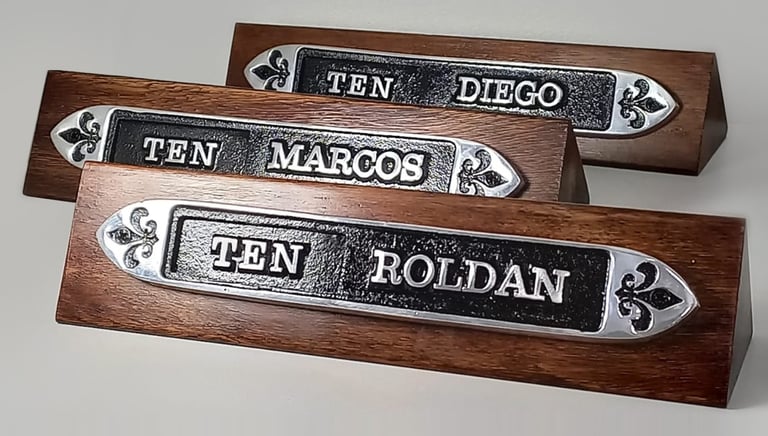 TEN DIEGO
TEN MARCOS
TEN ROLDAN